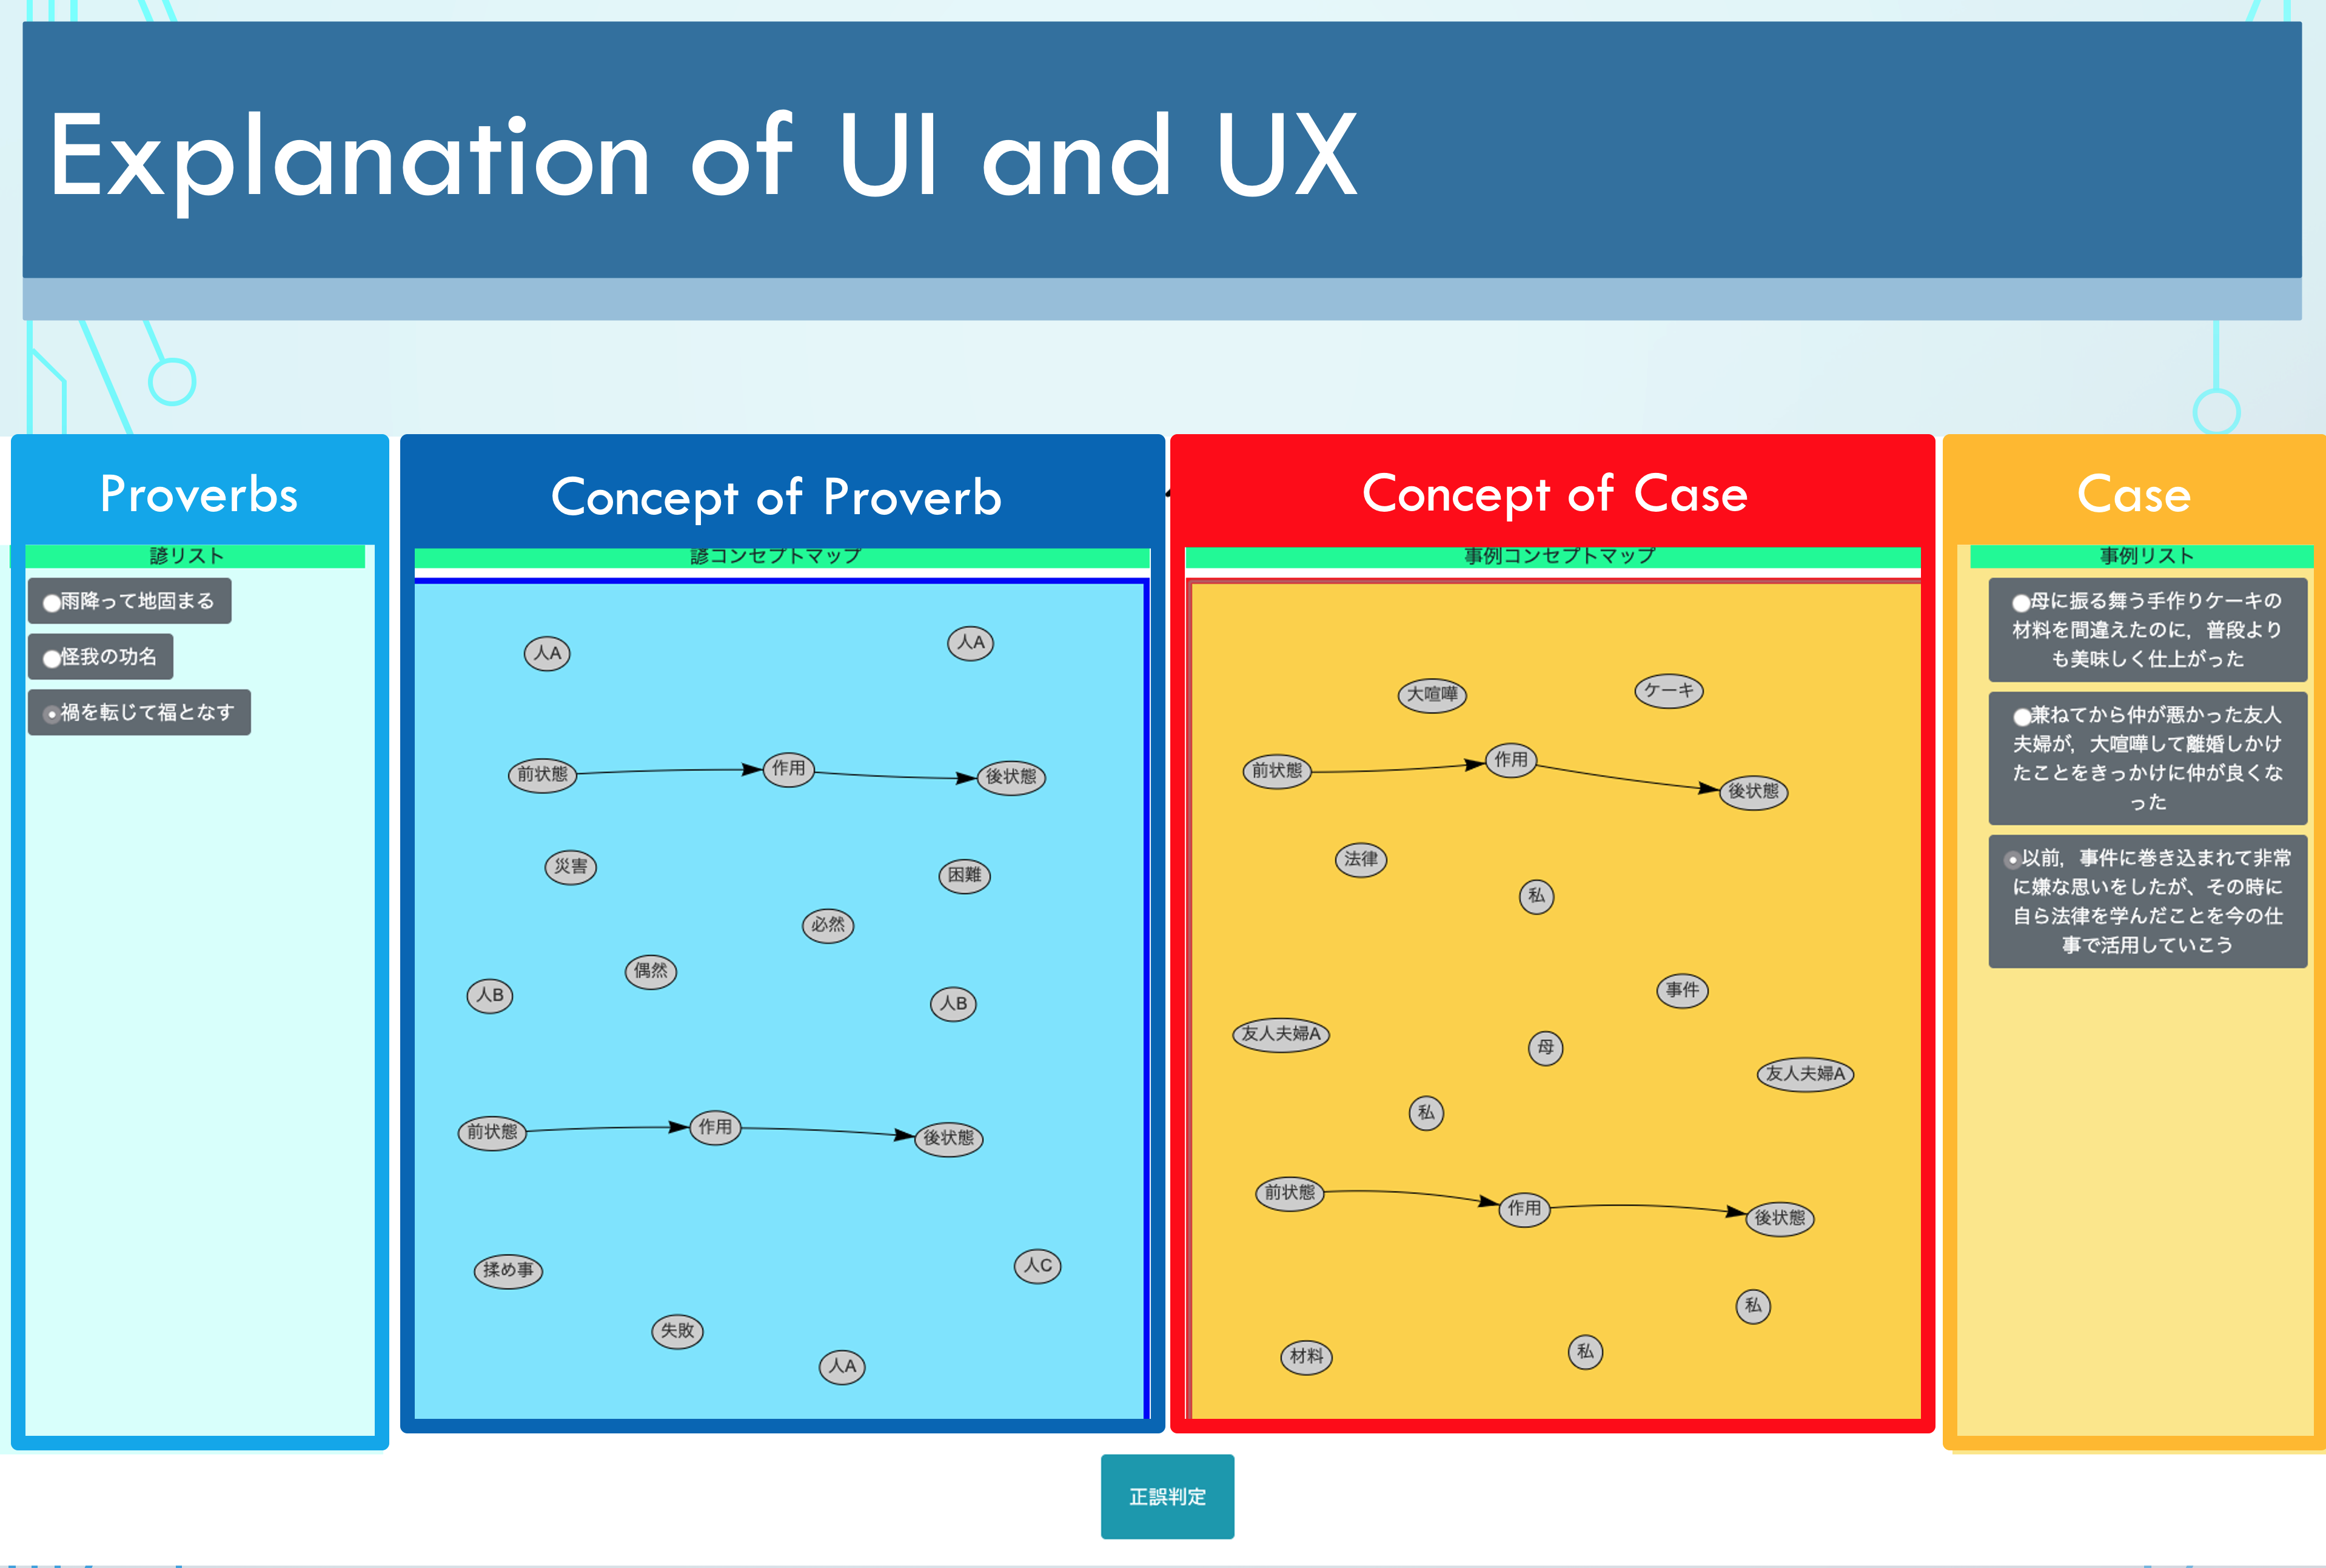 Explanation of UI and UX
Proverbs
諺リスト
雨降って地固まる
怪我の功名
禍を転じて福となす
Concept of Proverb
諺コンセプトマップ
人A
人A
前状態
作用
後状態
災害
困難
必然
偶然
人B
人B
前状態
作用
後状態
揉め事
人C
失敗
人A
Concept of Case
事例コンセプトマップ
大喧嘩
ケーキ
前状態
作用
後状態
法律
私
事件
友人夫婦A
母
友人夫婦A
私
前状態
作用
後状態
私
材料
私
Case
事例リスト
母に振る舞う手作りケーキの
材料を間違えたのに，普段より
も美味しく仕上がった
兼ねてから仲が悪かった友人
夫婦が，大喧嘩して離婚しかけ
たことをきっかけに仲が良くな
った
以前，事件に巻き込まれて非常
に嫌な思いをしたが、その時に
自ら法律を学んだことを今の仕
事で活用していこう
正誤判定